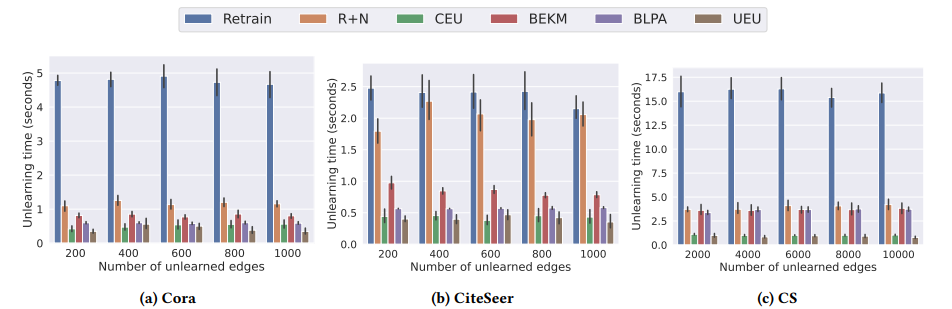 Retrain R+N CEU BEKM BLPA UEU
Unlearning time (seconds)
5
4
3
2
1
0
200 400 600 800 1000
Number of unlearned edges
(a) Cora
Unlearning time (seconds)
2.5
2.0
1.5
1.0
0.5
0.0
200 400 600 800 1000
Number of unlearned edges
(b) CiteSeer
Unlearning time (seconds)
17.5
15.0
12.5
10.0
7.5
5.0
2.5
0.0
2000 4000 6000 8000 10000
Number of unlearned edges
(c) CS